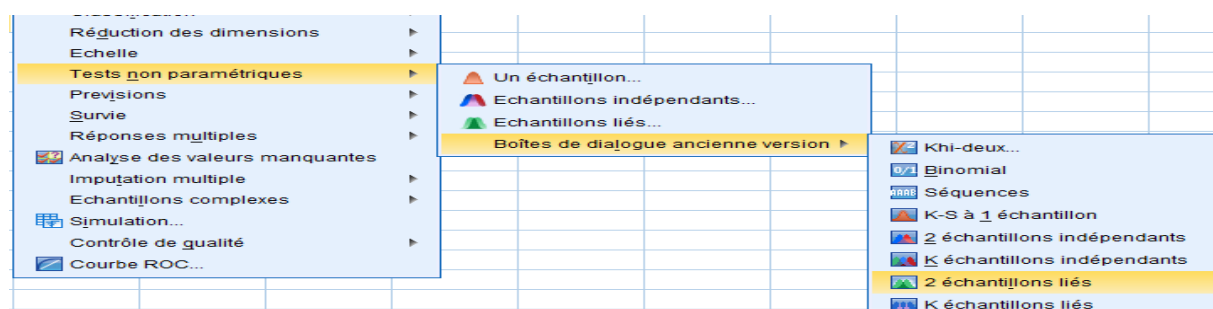 Réduction des dimensions
Echelle
Tests non paramétriques
Previsions
Survie
Réponses multiples
Analyse des valeurs manquantes
Imputation multiple
Echantillons complexes
Simulation...
Contrôle de qualité
Courbe ROC...
Un échantillon...
Echantillons indépendants...
Echantillons liés...
Boîtes de dialogue ancienne version
Khi-deux...
Binomial
Séquences
K-S à 1 échantillon
2 échantillons indépendants
K échantillons indépendants
2 échantillons liés
K échantillons liés